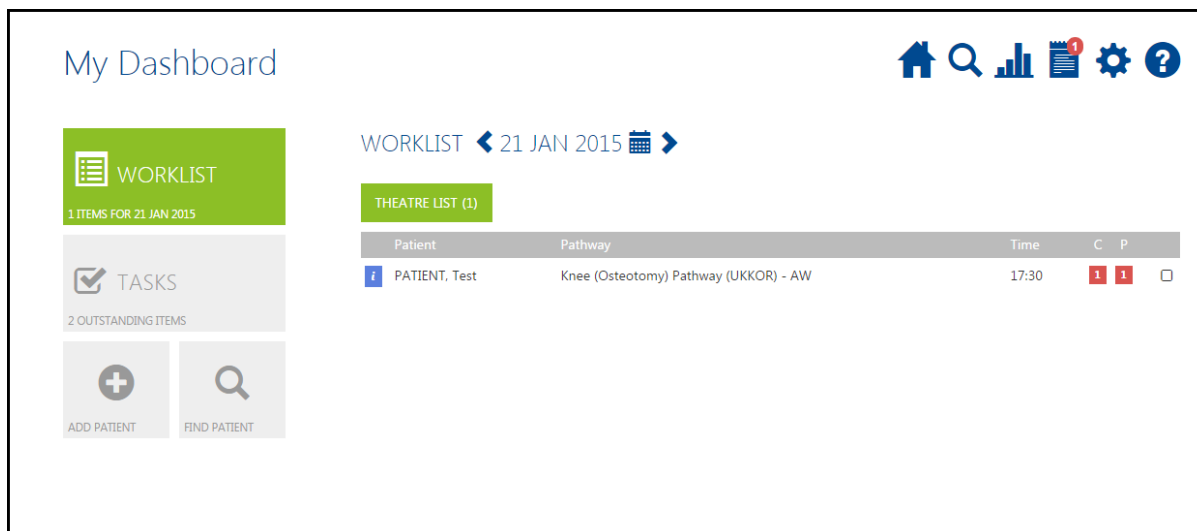 My Dashboard
1
?
WORKLIST
1 ITEMS FOR 21 JAN 2015
TASKS
2 OUTSTANDING ITEMS
ADD PATIENT
FIND PATIENT
WORKLIST 21 JAN 2015
THEATRE LIST (1)
Patient Pathway Time C P
i PATIENT, Test Knee (Osteotomy) Pathway (UKKOR) - AW 17:30 1 1